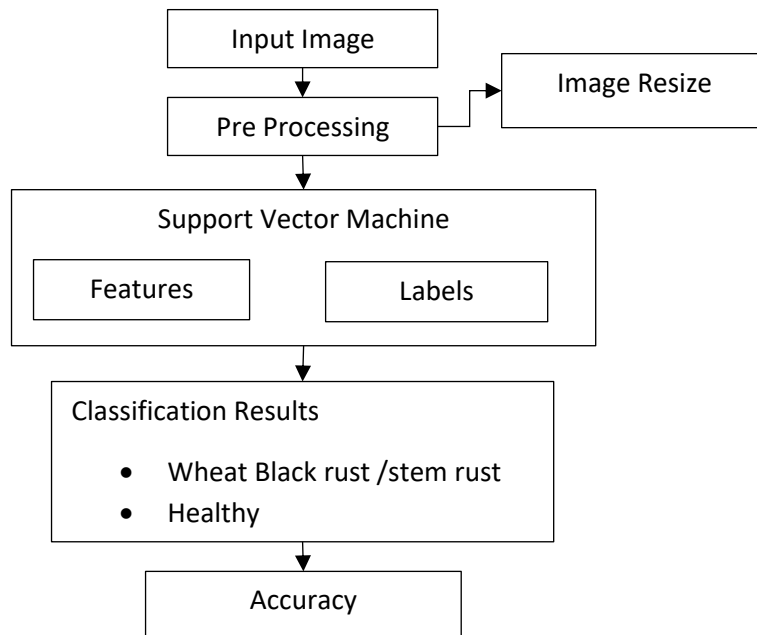 Input Image
Image Resize
Pre Processing
Support Vector Machine
Features
Labels
Classification Results
• Wheat Black rust /stem rust
• Healthy
Accuracy